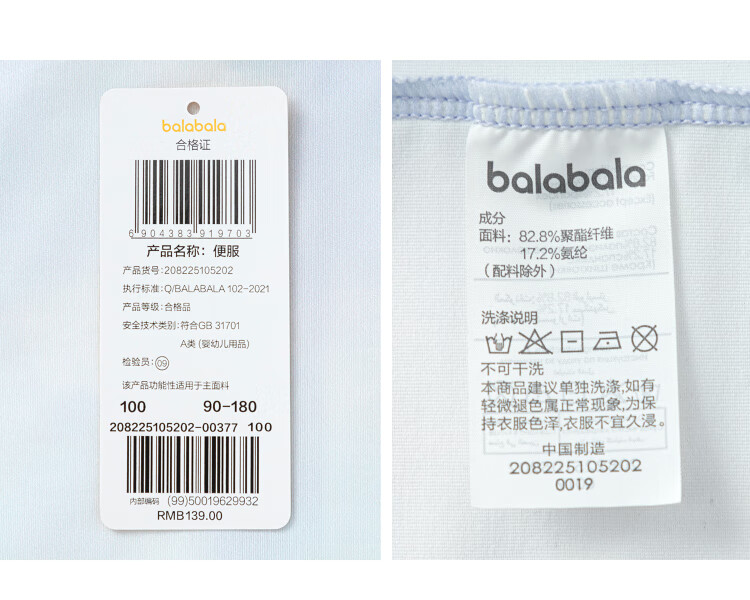 balabala
合格证
6 904383 919703
产品名称：便服
产品货号:208225105202
执行标准:Q/BALABALA 102-2021
产品等级:合格品
安全技术类别:符合GB 31701
A类 (婴幼儿用品)
检验员:09
该产品功能性适用于主面料
100 90-180
208225105202-00377 100
内部编码 (99)50019629932
RMB139.00
balabala
成分
面料: 82.8%聚酯纤维
17.2%氨纶
（配料除外）
洗涤说明
不可干洗
本商品建议单独洗涤,如有
轻微褪色属正常现象,为保
持衣服色泽,衣服不宜久浸。
中国制造
208225105202
0019